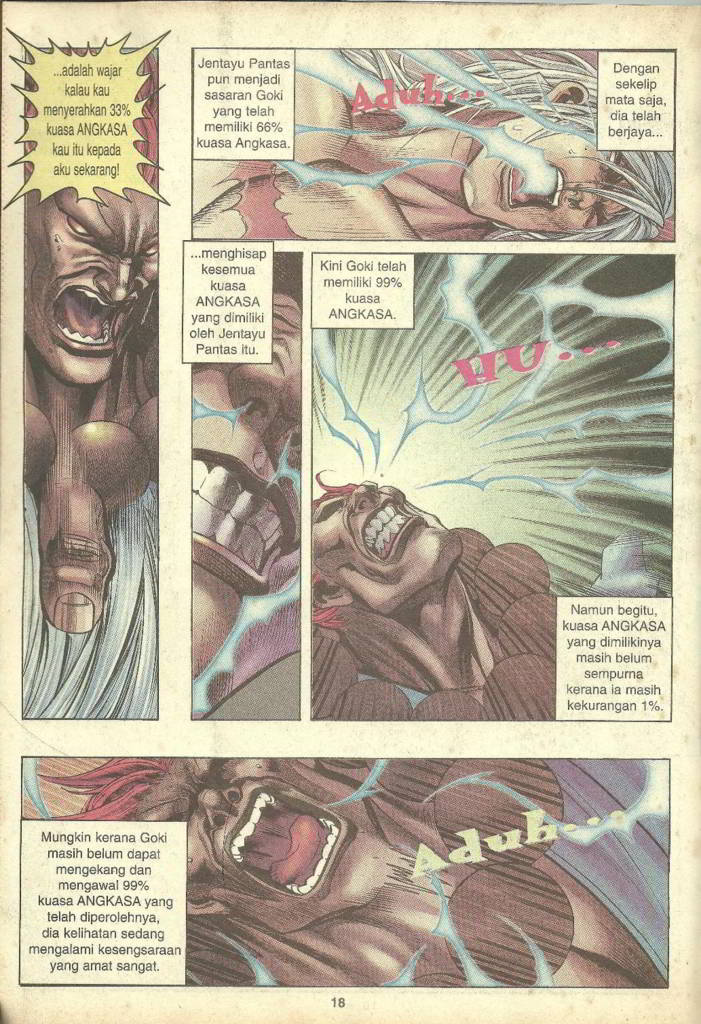 ...adalah wajar
kalau kau
menyerahkan 33%
kuasa ANGKASA
kau itu kepada
aku sekarang!
Jentayu Pantas
pun menjadi
sasaran Goki
yang telah
memiliki 66%
kuasa Angkasa.
Aduh...
Dengan
sekelip
mata saja,
dia telah
berjaya...
...menghisap
kesemua
kuasa
ANGKASA
yang dimiliki
oleh Jentayu
Pantas itu.
Kini Goki telah
memiliki 99%
kuasa
ANGKASA.
UU...
Namun begitu,
kuasa ANGKASA
yang dimilikinya
masih belum
sempurna
kerana ia masih
kekurangan 1%.
Mungkin kerana Goki
masih belum dapat
mengekang dan
mengawal 99%
kuasa ANGKASA yang
telah diperolehnya,
dia kelihatan sedang
mengalami kesengsaraan
yang amat sangat.
Aduh...
18